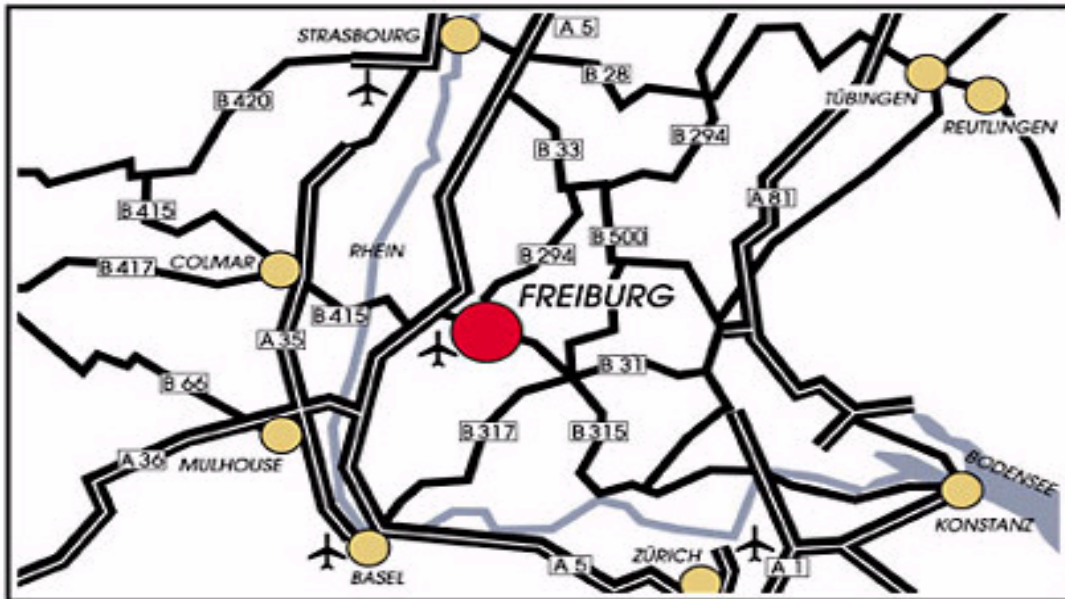 STRASBOURG
A 5
B 28
TÜBINGEN
REUTLINGEN
B 420
B 33
B 294
B 415
A 81
RHEIN
B 500
COLMAR
B 417
B 294
FREIBURG
B 415
A 35
B 31
B 66
B 317
B 315
A 36
MULHOUSE
BODENSEE
KONSTANZ
BASEL
A 5
ZÜRICH
A 1